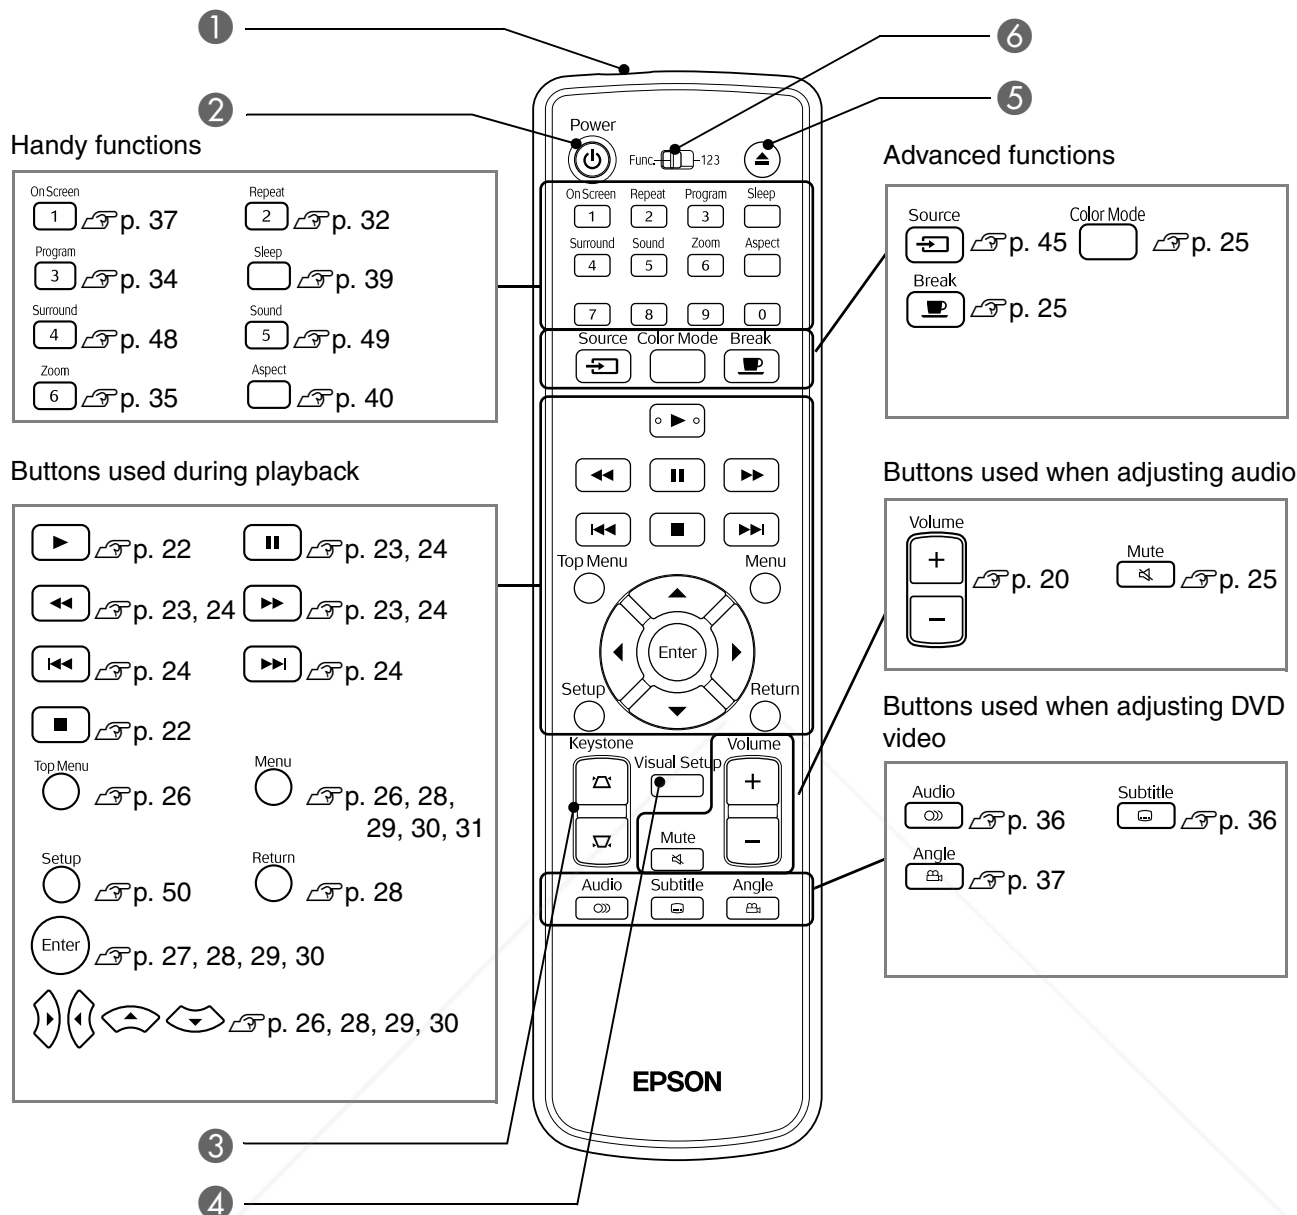 1
6
2
5
Handy functions
On Screen
1 p. 37
Repeat
2 p. 32
Program
3 p. 34
Sleep
p. 39
Surround
4 p. 48
Sound
5 p. 49
Zoom
6 p. 35
Aspect
p. 40
Buttons used during playback
p. 22
p. 23, 24
p. 23, 24
p. 23, 24
p. 24
p. 24
p. 22
Top Menu
p. 26
Menu
p. 26, 28,
29, 30, 31
Setup
p. 50
Return
p. 28
Enter
p. 27, 28, 29, 30
p. 26, 28, 29, 30
Power
Func. 123
On Screen Repeat Program Sleep
1 2 3
Surround Sound Zoom Aspect
4 5 6
7 8 9 0
Source Color Mode Break
Top Menu Menu
Enter
Setup Return
Keystone Visual Setup Volume
+
Mute
−
Audio Subtitle Angle
EPSON
3
4
Advanced functions
Source
p. 45
Color Mode
p. 25
Break
p. 25
Buttons used when adjusting audio
Volume
+
−
p. 20
Mute
p. 25
Buttons used when adjusting DVD
video
Audio
p. 36
Subtitle
p. 36
Angle
p. 37